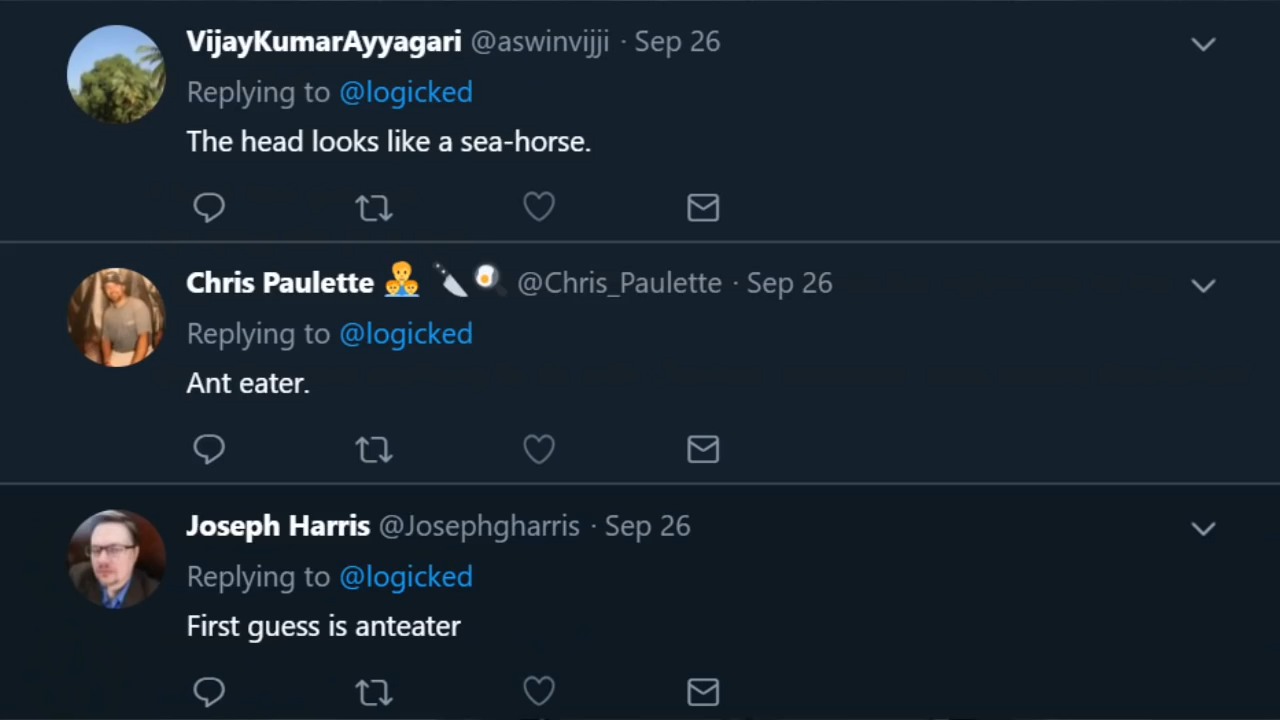 VijayKumarAyyagari @aswinvijji · Sep 26
Replying to @logicked
The head looks like a sea-horse.
Chris Paulette 👨‍👦‍👦 🔪🍳 @Chris_Paulette · Sep 26
Replying to @logicked
Ant eater.
Joseph Harris @Josephgharris · Sep 26
Replying to @logicked
First guess is anteater